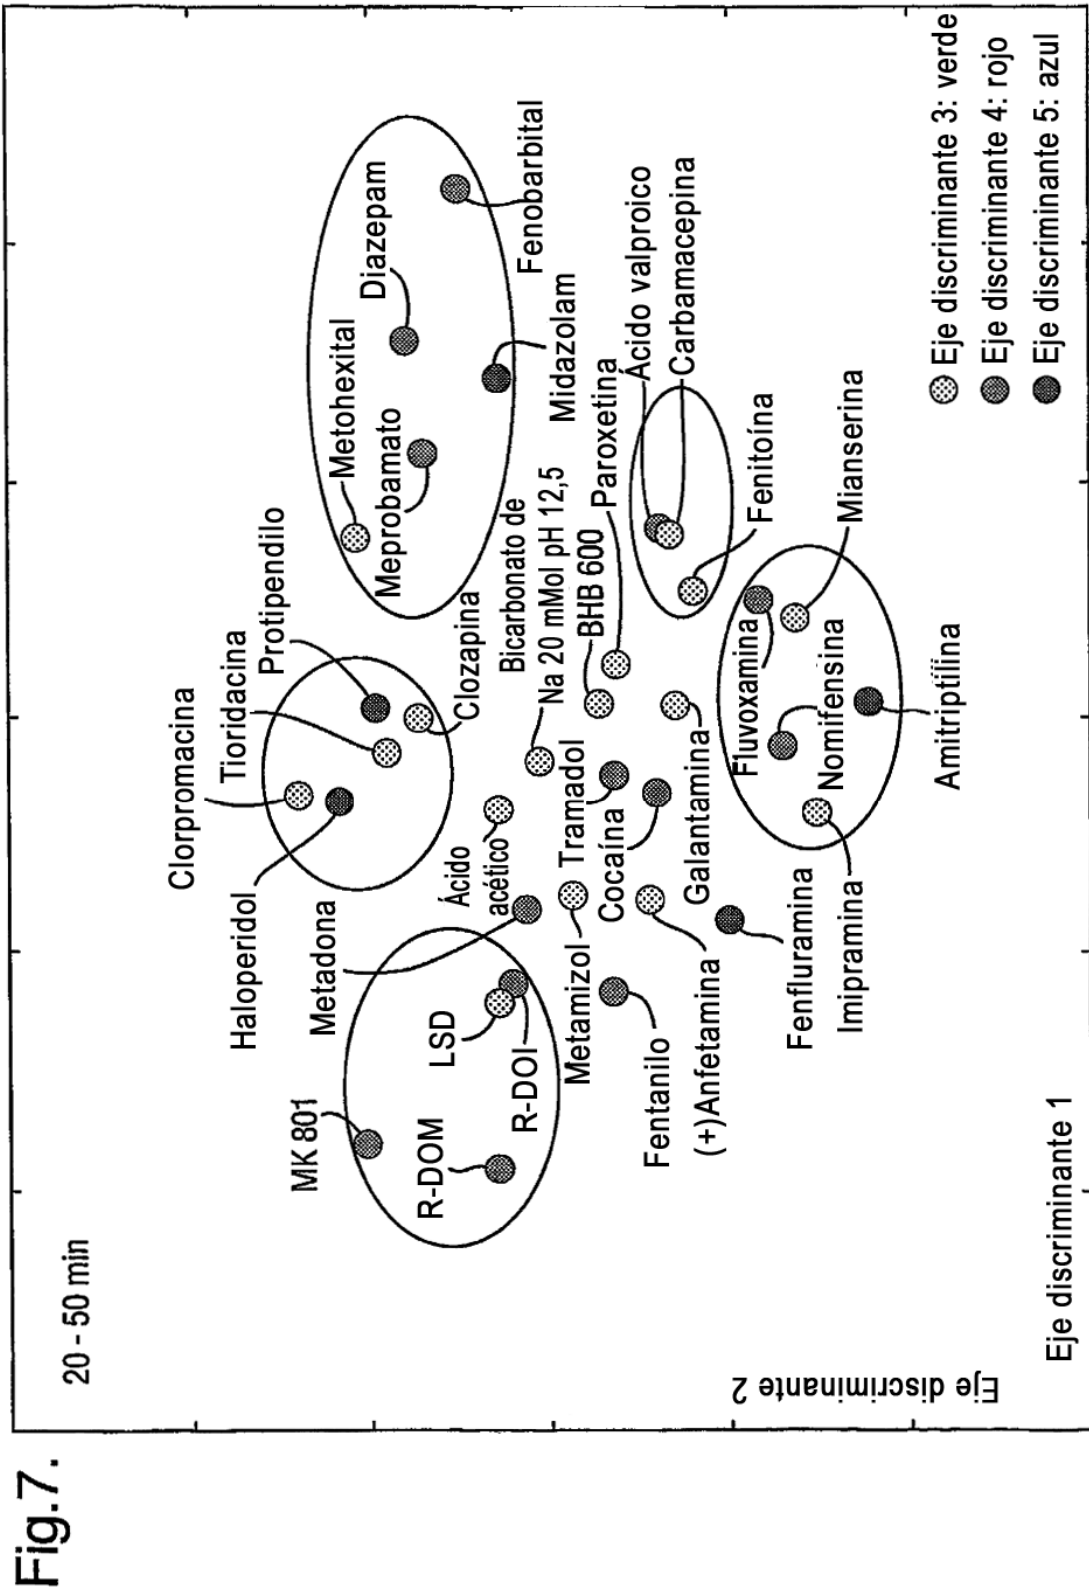 Fig.7.
20 - 50 min
Eje discriminante 2
Eje discriminante 1
MK 801
R-DOM
LSD
R-DOI
Haloperidol
Metadona
Clorpromacina
Tioridacina
Protipendilo
Clozapina
Metohexital
Meprobamato
Diazepam
Fenobarbital
Midazolam
Ácido
acético
Bicarbonato de
Na 20 mMol pH 12,5
BHB 600
Paroxetina
Ácido valproico
Carbamacepina
Fenitoína
Metamizol
Tramadol
Cocaína
Galantamina
Fentanilo
(+)Anfetamina
Fenfluramina
Imipramina
Fluvoxamina
Nomifensina
Mianserina
Amitriptilina
Eje discriminante 3: verde
Eje discriminante 4: rojo
Eje discriminante 5: azul